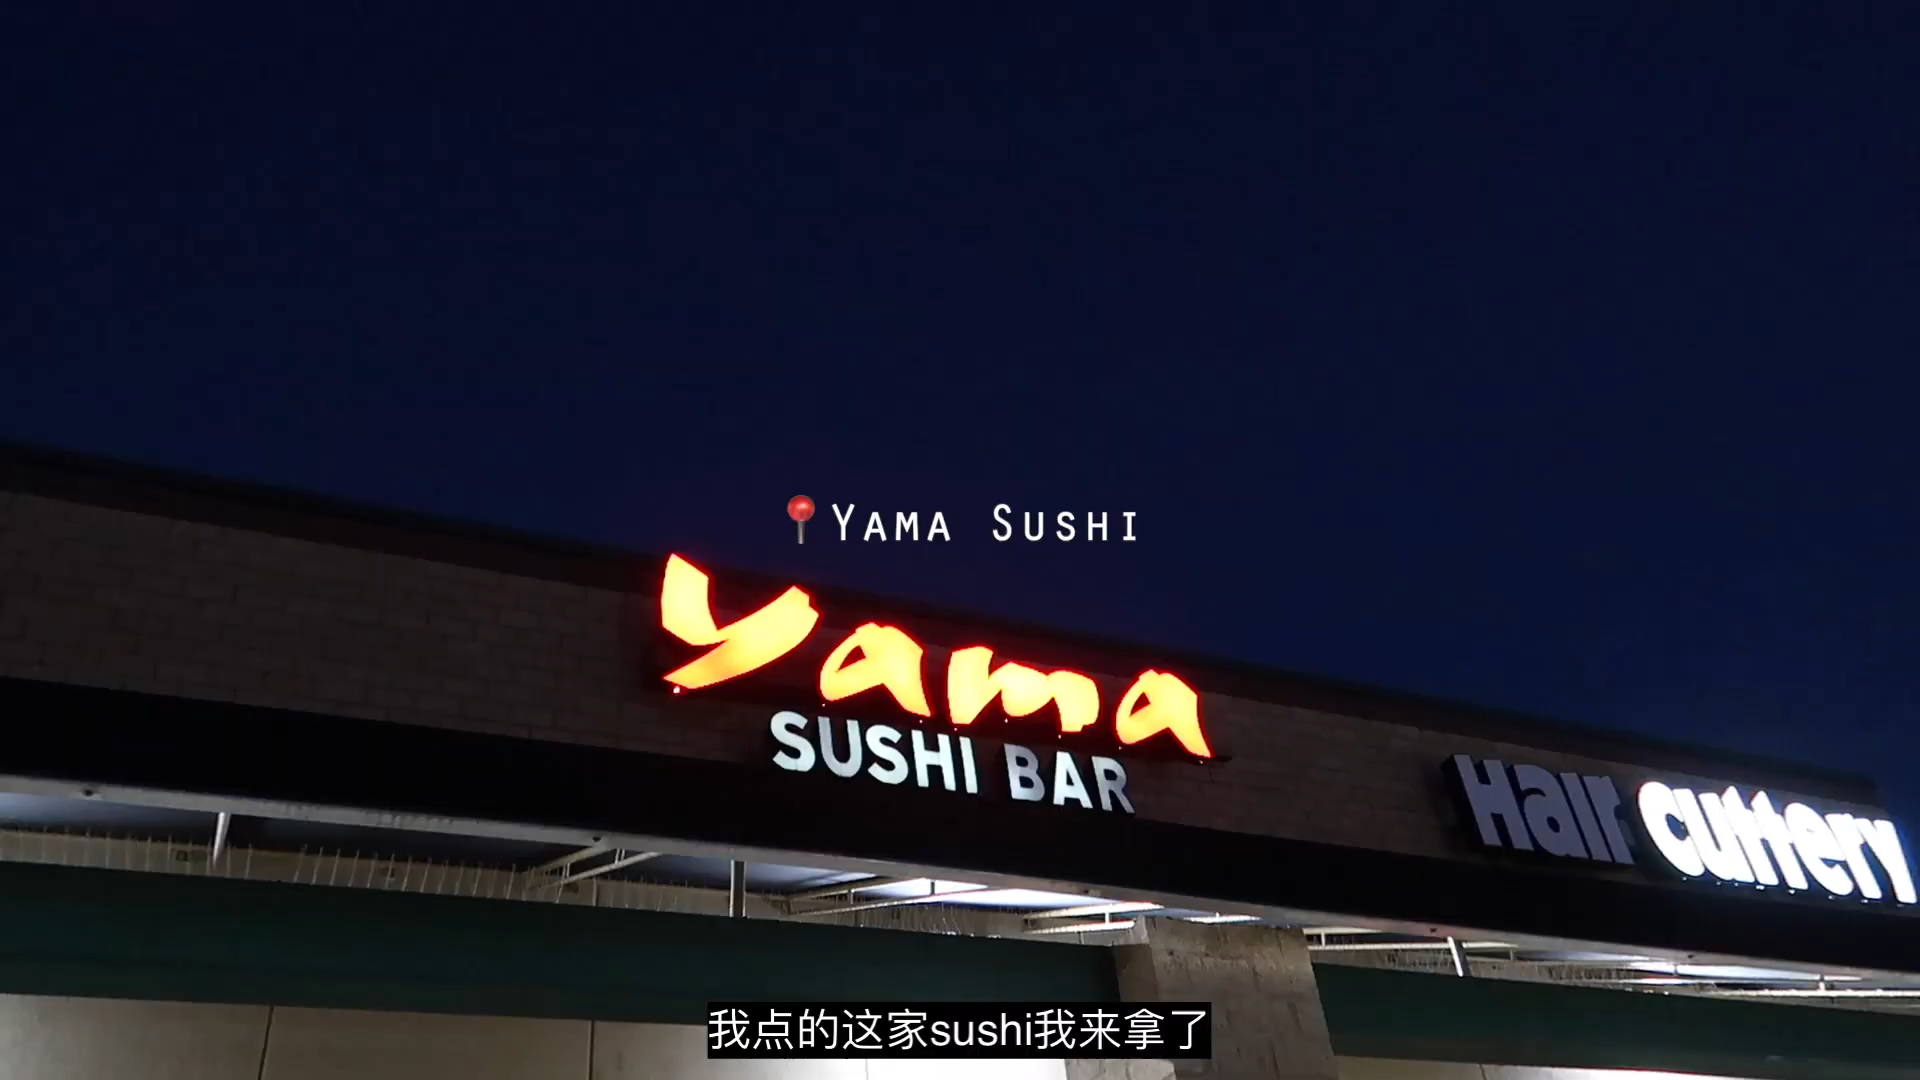 📍YAMA SUSHI
yama
SUSHI BAR
Hair cuttery
我点的这家sushi我来拿了